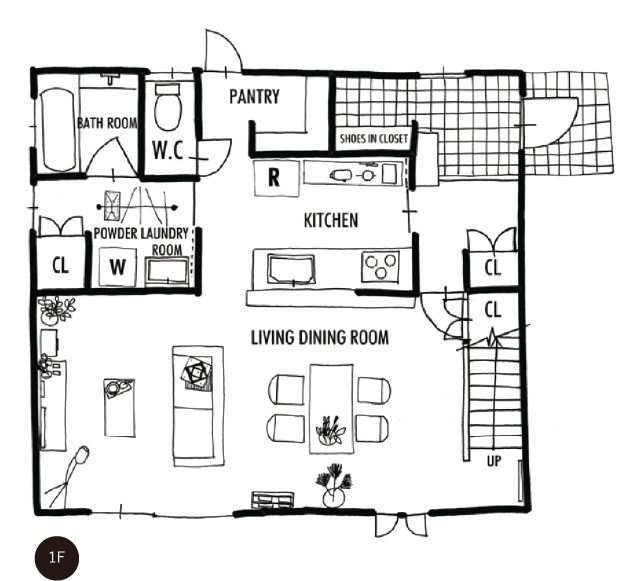 PANTRY
BATH ROOM
SHOES IN CLOSET
W.C
R
KITCHEN
POWDER LAUNDRY
ROOM
CL
W
CL
CL
LIVING DINING ROOM
UP
1F